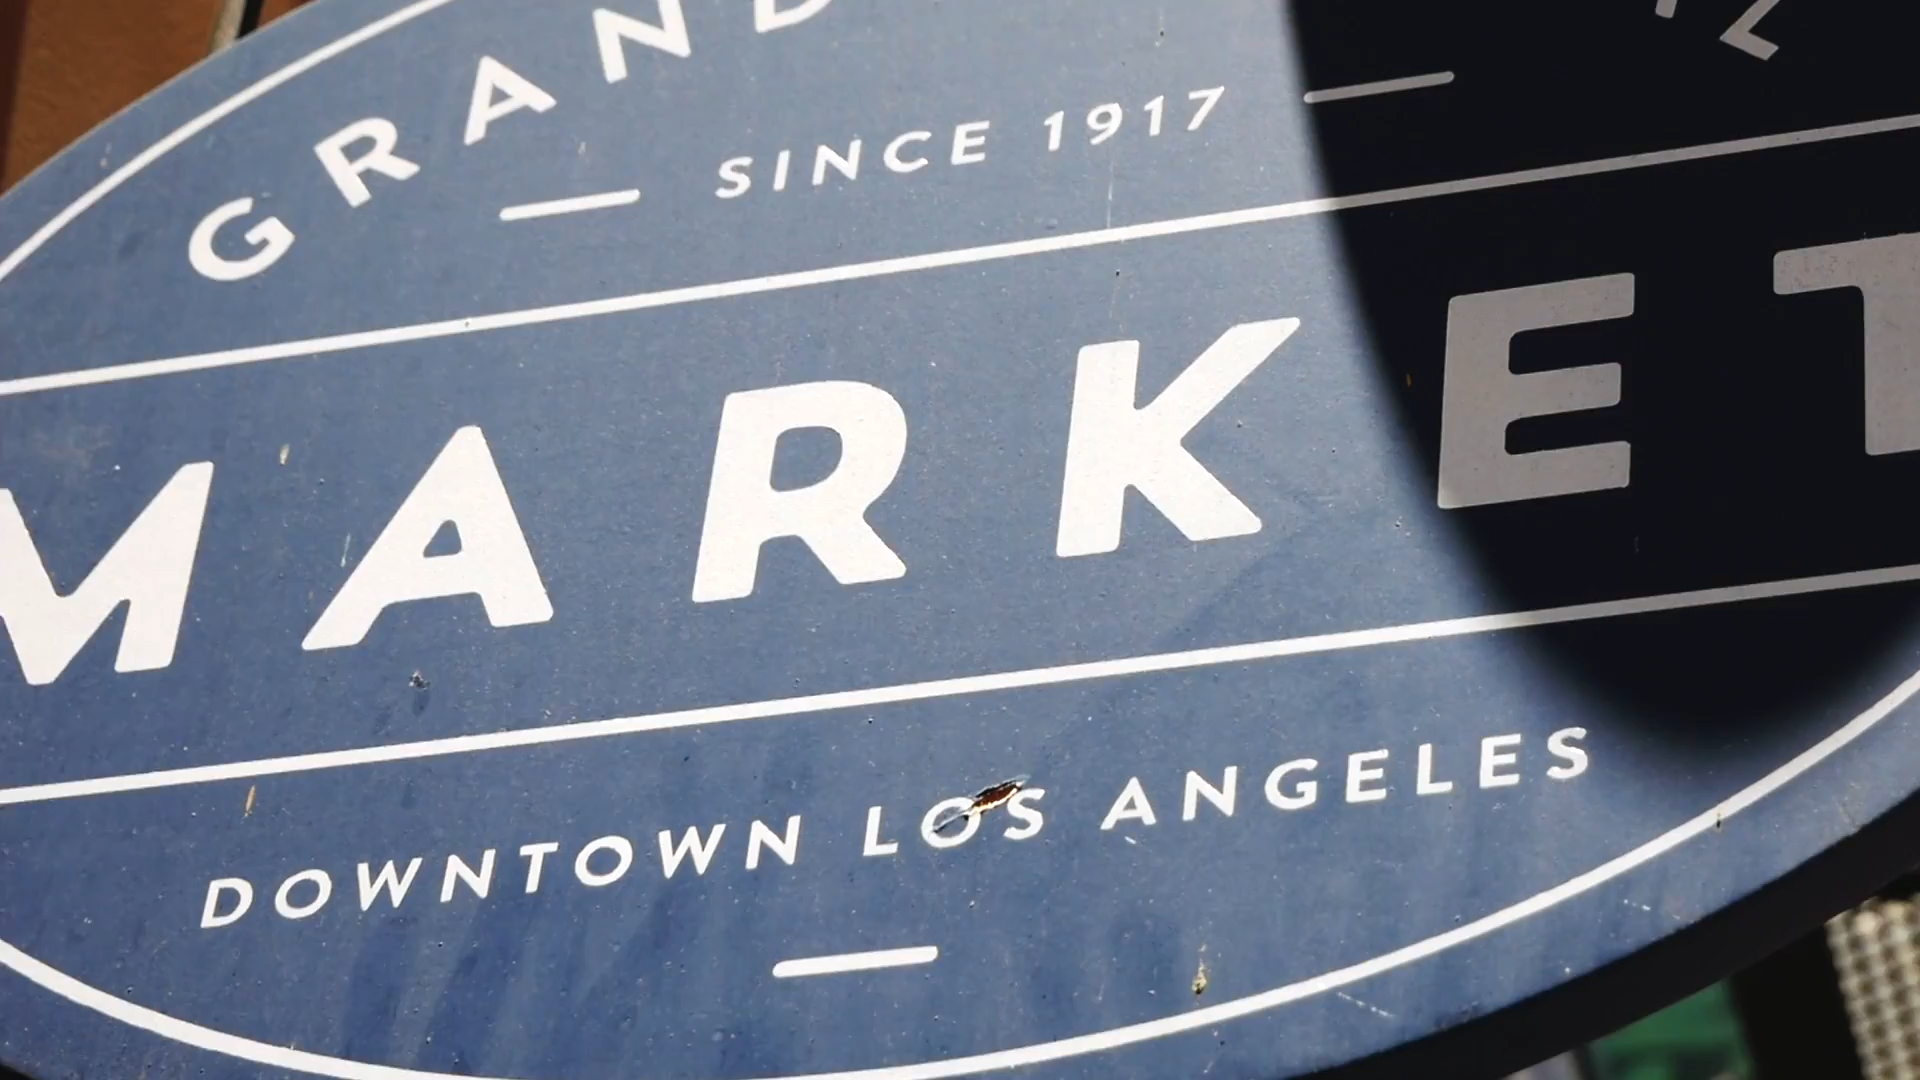 GRAND
SINCE 1917
MARKET
DOWNTOWN LOS ANGELES